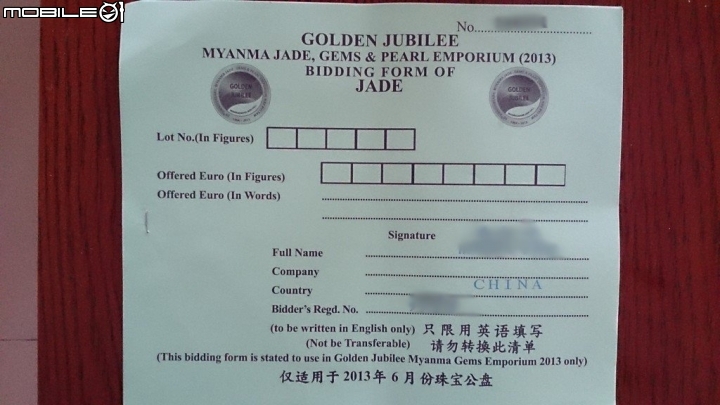 MOBILE01
No.
GOLDEN JUBILEE
MYANMA JADE, GEMS & PEARL EMPORIUM (2013)
BIDDING FORM OF
JADE
GOLDEN JUBILEE
GOLDEN JUBILEE
Lot No.(In Figures)
Offered Euro (In Figures)
Offered Euro (In Words)
Signature
Full Name
Company
Country CHINA
Bidder's Regd. No.
(to be written in English only) 只限用英语填写
(Not be Transferable) 请勿转换此清单
(This bidding form is stated to use in Golden Jubilee Myanma Gems Emporium 2013 only)
仅适用于2013年6月份珠宝公盘